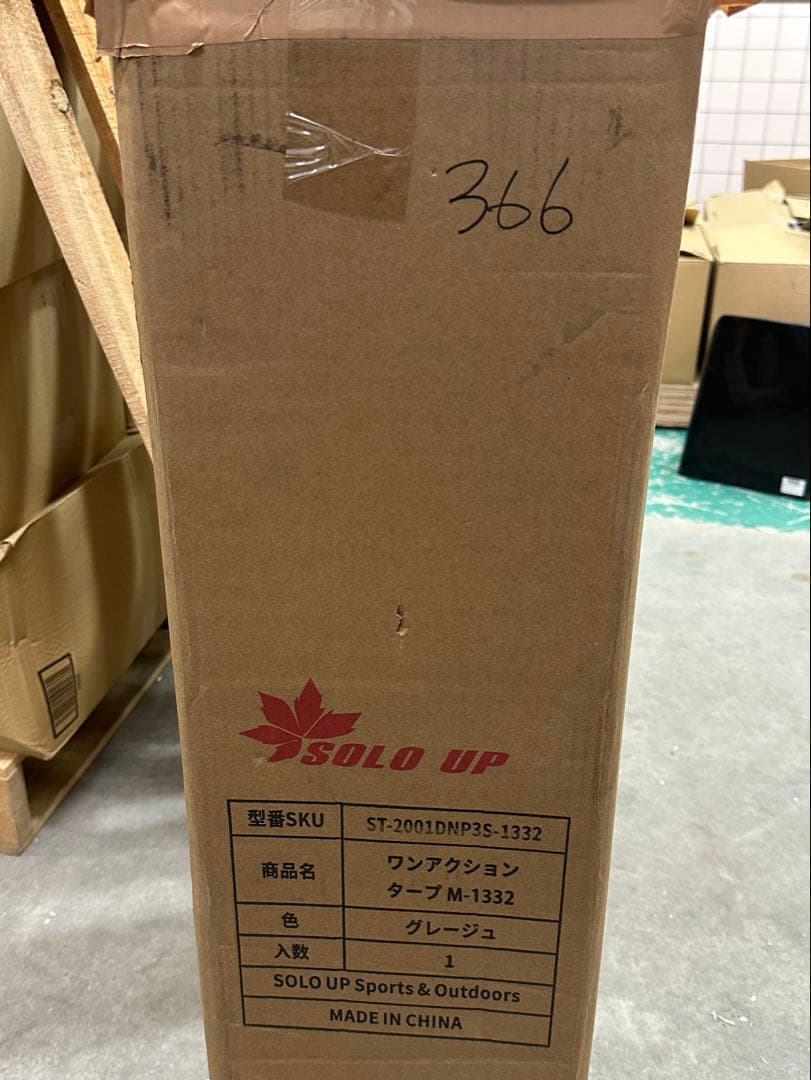 366
SOLO UP
型番SKU ST-2001DNP3S-1332
商品名 ワンアクション
タープ M-1332
色 グレージュ
入数 1
SOLO UP Sports & Outdoors
MADE IN CHINA